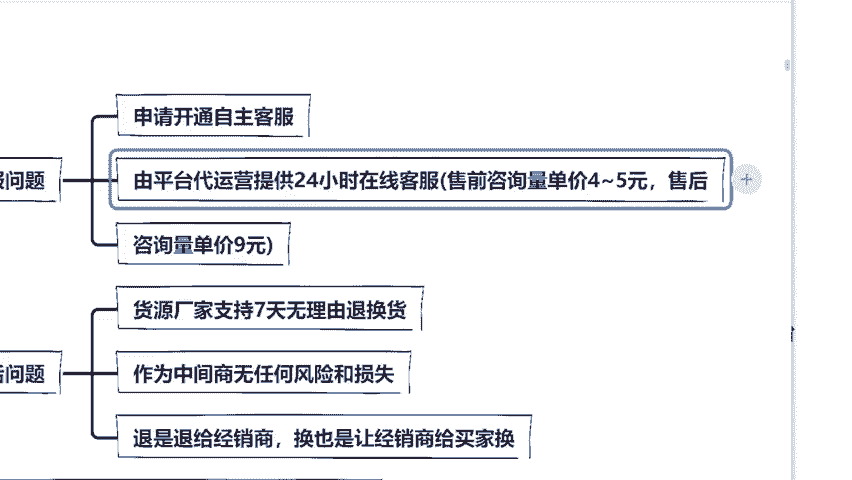 申请开通自主客服
服问题
由平台代运营提供24小时在线客服(售前咨询量单价4~5元，售后
咨询量单价9元)
货源厂家支持7天无理由退换货
后问题
作为中间商无任何风险和损失
退是退给经销商，换也是让经销商给买家换